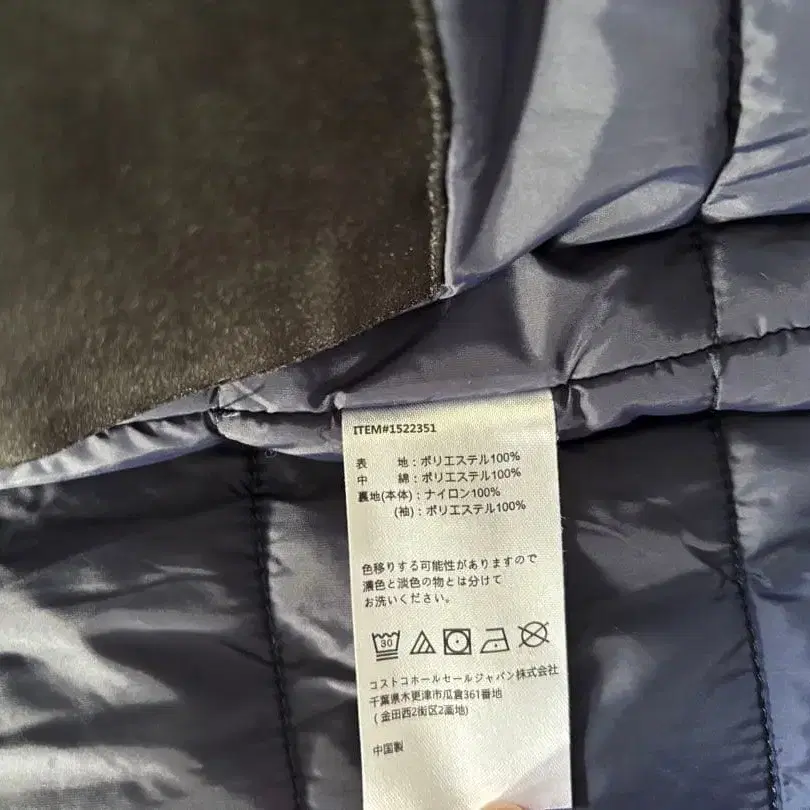 ITEM#1522351
表　地：ポリエステル100%
中　綿：ポリエステル100%
裏地(本体)：ナイロン100%
(袖)：ポリエステル100%
色移りする可能性がありますので
濃色と淡色の物とは分けて
お洗いください。
30
コストコホールセールジャパン株式会社
千葉県木更津市瓜倉361番地
(金田西2街区2高地)
中国製